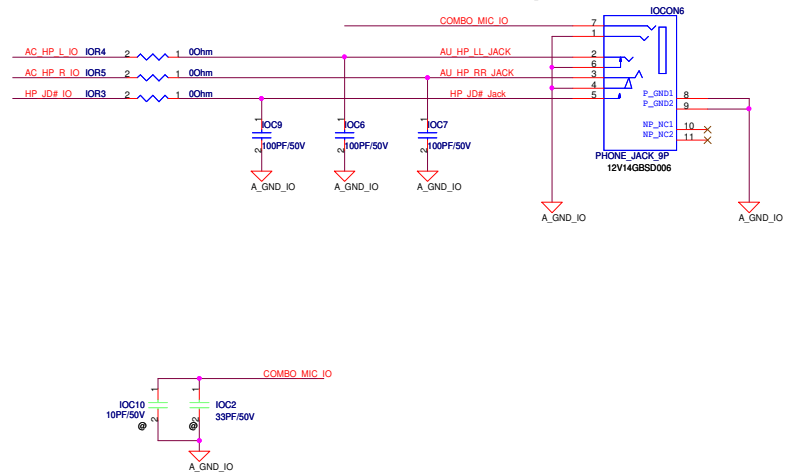 IOCON6
COMBO_MIC_IO 7
1
AC_HP_L_IO IOR4 2 1 0Ohm AU_HP_LL_JACK 2
6
AC_HP_R_IO IOR5 2 1 0Ohm AU_HP_RR_JACK 3
4
HP_JD#_IO IOR3 2 1 0Ohm HP_JD#_Jack 5
P_GND1 8
P_GND2 9
NP_NC1 10
NP_NC2 11
1 IOC9 1 IOC6 1 IOC7
2 100PF/50V 2 100PF/50V 2 100PF/50V
PHONE_JACK_9P
12V14GBSD006
A_GND_IO A_GND_IO A_GND_IO
A_GND_IO A_GND_IO
COMBO_MIC_IO
1 1
IOC10 IOC2
10PF/50V 33PF/50V
2 2
@ @
A_GND_IO